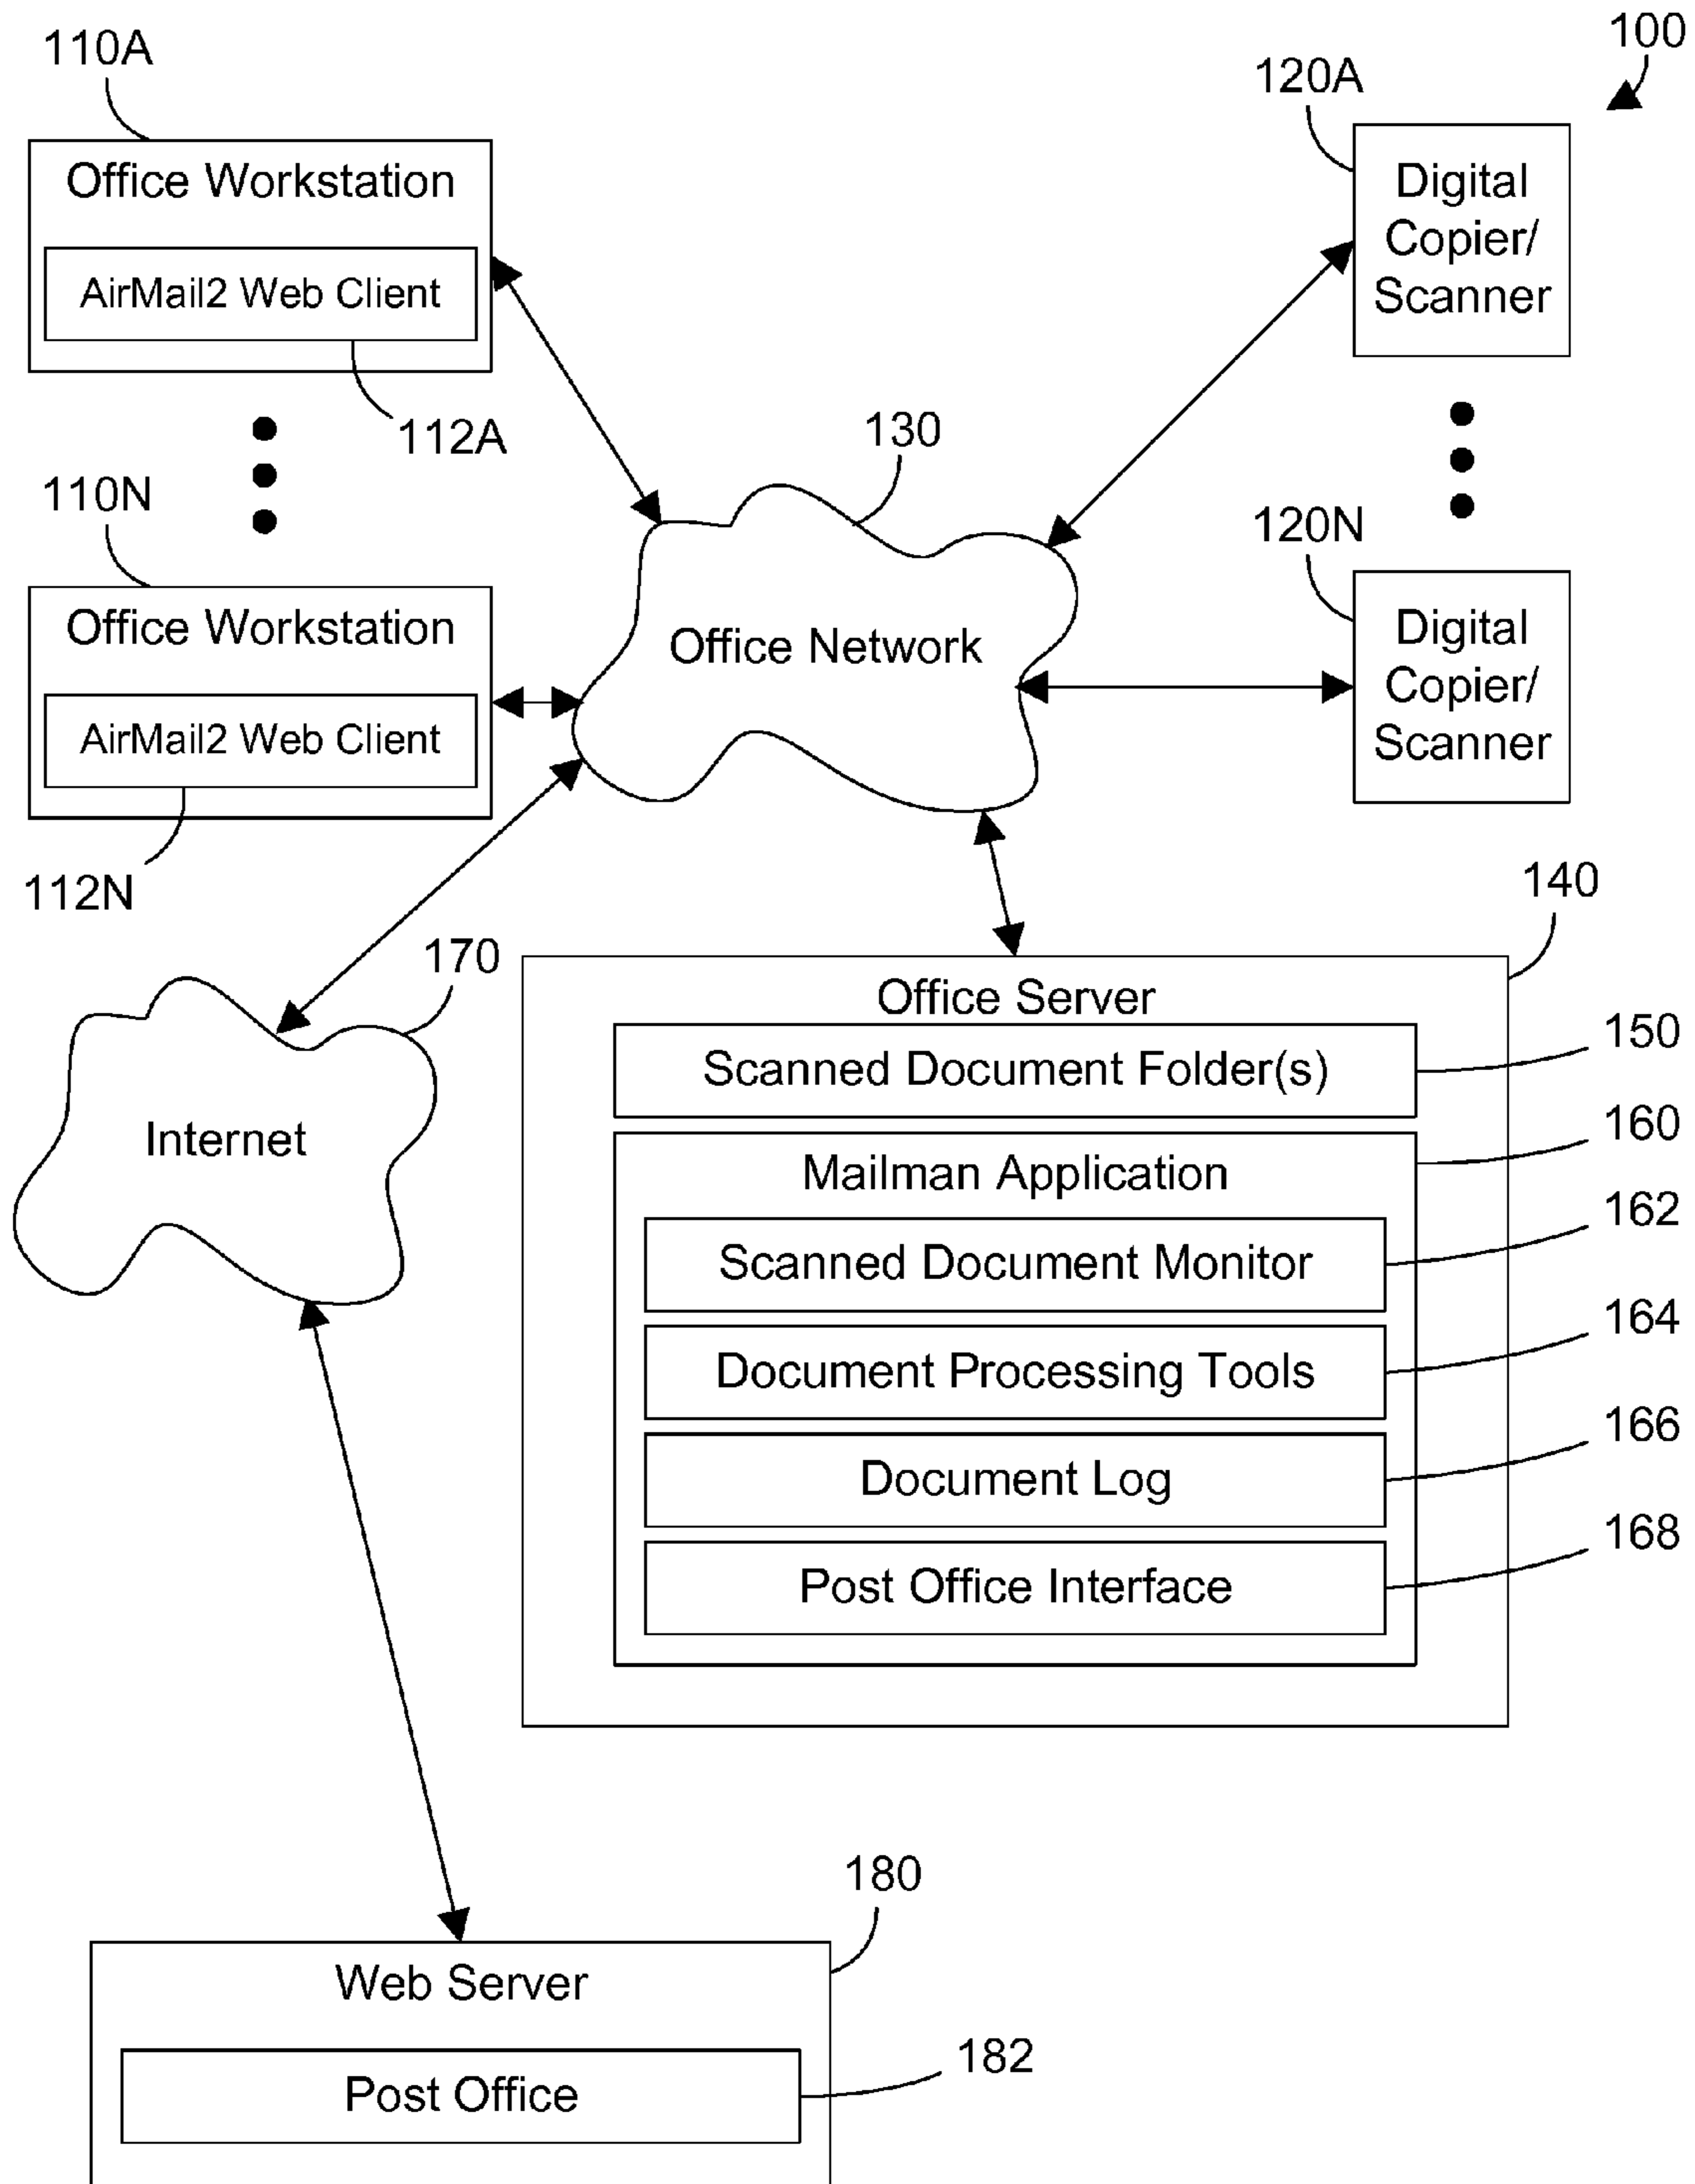 100
110A
Office Workstation
AirMail2 Web Client
112A
120A
Digital
Copier/
Scanner
110N
Office Workstation
AirMail2 Web Client
112N
130
Office Network
120N
Digital
Copier/
Scanner
170
Internet
140
Office Server
Scanned Document Folder(s)
150
Mailman Application
160
Scanned Document Monitor
162
Document Processing Tools
164
Document Log
166
Post Office Interface
168
180
Web Server
Post Office
182